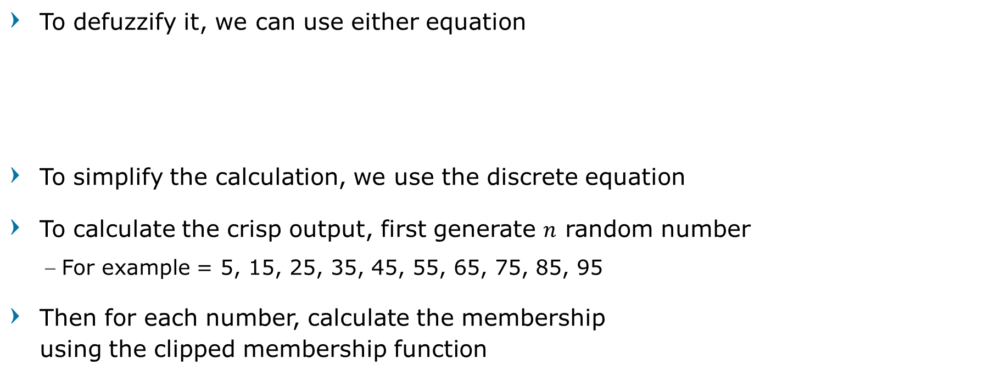 To defuzzify it, we can use either equation
To simplify the calculation, we use the discrete equation
To calculate the crisp output, first generate n random number
– For example = 5, 15, 25, 35, 45, 55, 65, 75, 85, 95
Then for each number, calculate the membership
using the clipped membership function